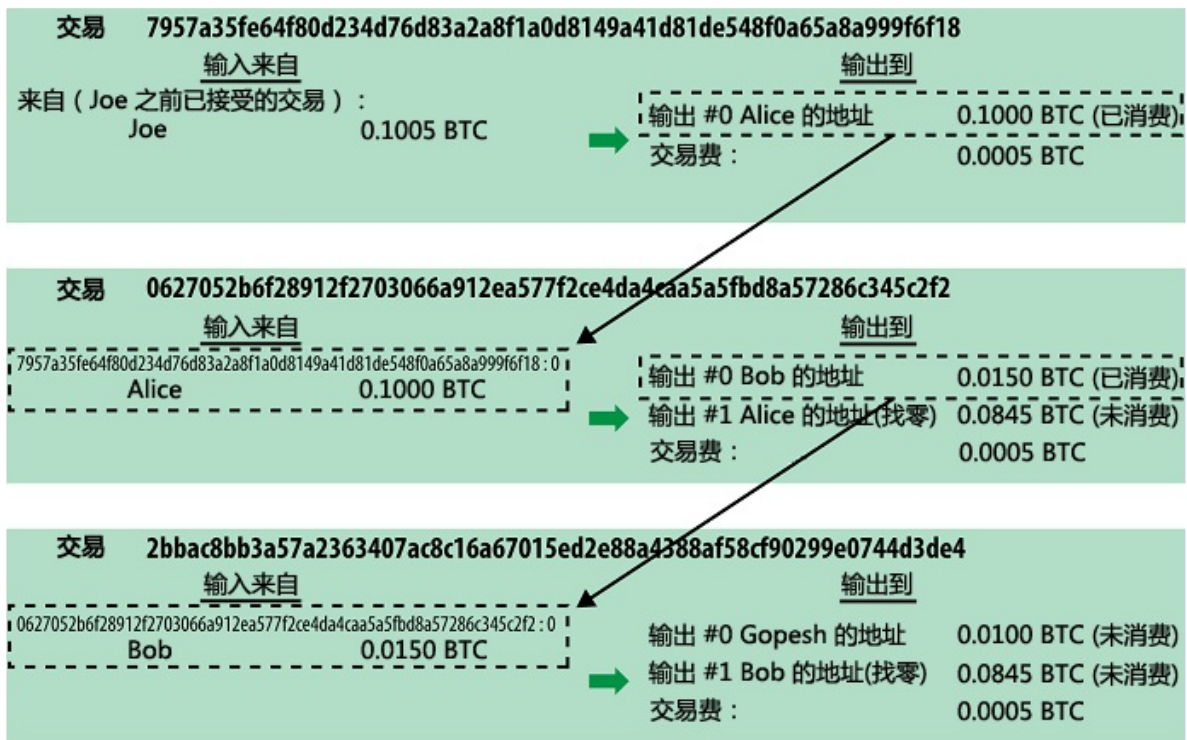 交易 7957a35fe64f80d234d76d83a2a8f1a0d8149a41d81de548f0a65a8a999f6f18
输入来自 输出到
来自（Joe 之前已接受的交易）：
Joe 0.1005 BTC
输出 #0 Alice 的地址 0.1000 BTC (已消费)
交易费： 0.0005 BTC
交易 0627052b6f28912f2703066a912ea577f2ce4da4caa5a5fbd8a57286c345c2f2
输入来自 输出到
7957a35fe64f80d234d76d83a2a8f1a0d8149a41d81de548f0a65a8a999f6f18 : 0
Alice 0.1000 BTC
输出 #0 Bob 的地址 0.0150 BTC (已消费)
输出 #1 Alice 的地址(找零) 0.0845 BTC (未消费)
交易费： 0.0005 BTC
交易 2bbac8bb3a57a2363407ac8c16a67015ed2e88a4388af58cf90299e0744d3de4
输入来自 输出到
0627052b6f28912f2703066a912ea577f2ce4da4caa5a5fbd8a57286c345c2f2 : 0
Bob 0.0150 BTC
输出 #0 Gopesh 的地址 0.0100 BTC (未消费)
输出 #1 Bob 的地址(找零) 0.0845 BTC (未消费)
交易费： 0.0005 BTC